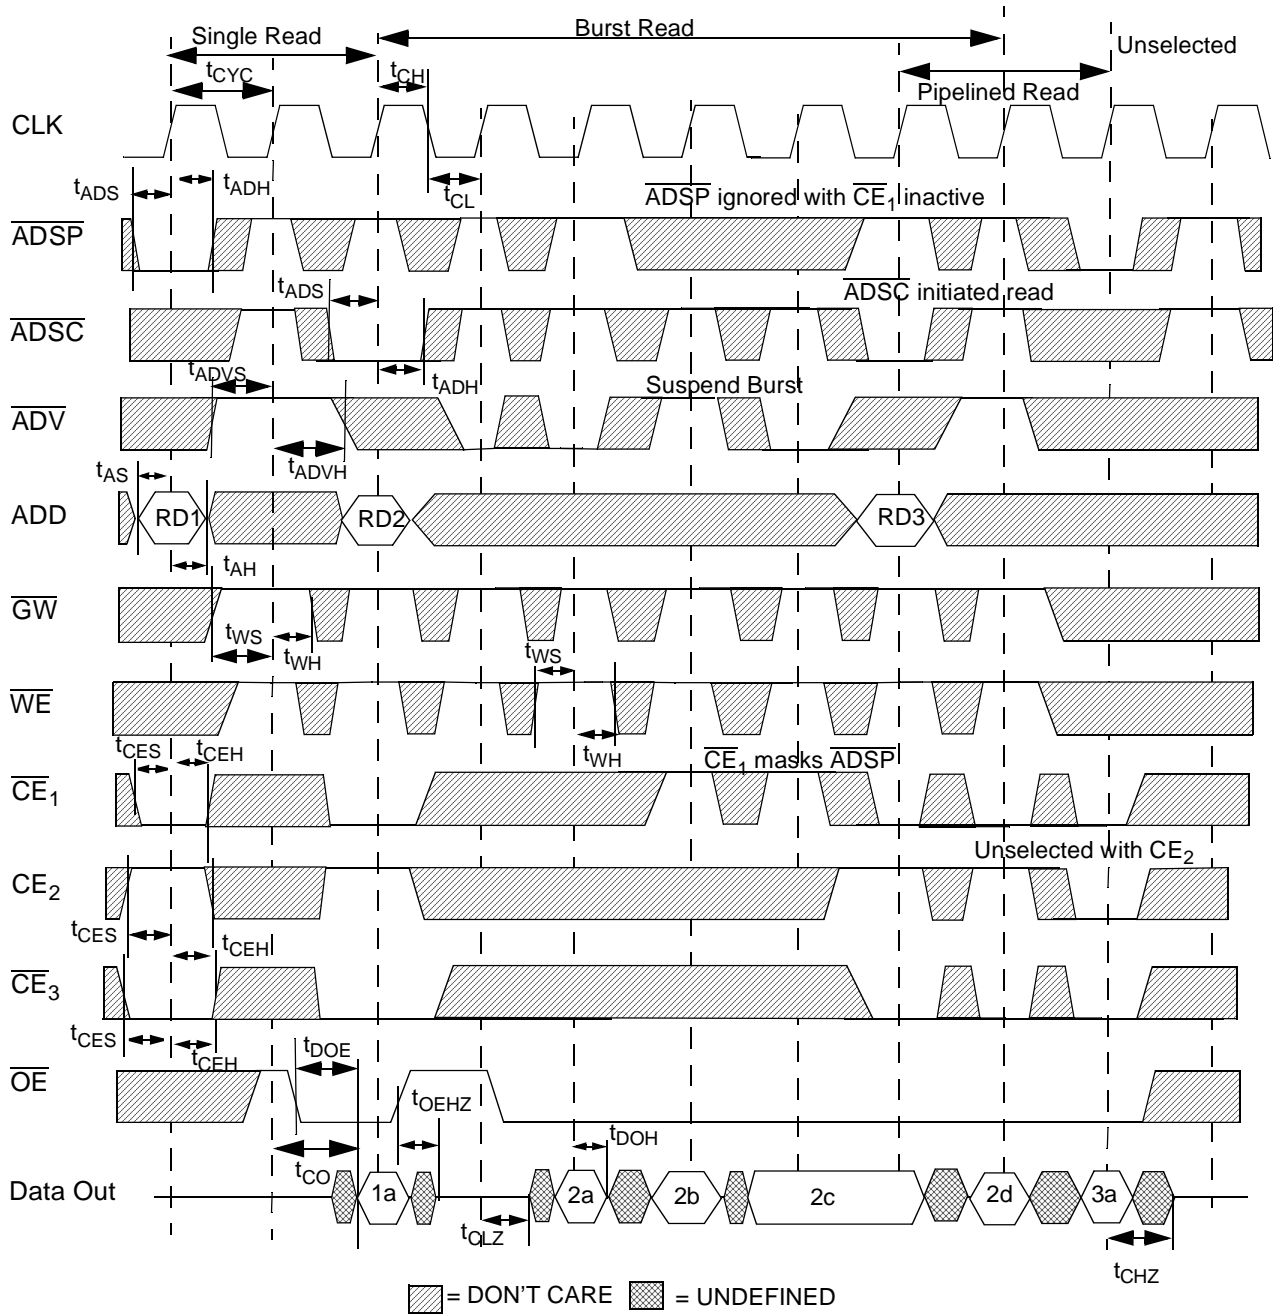 Single Read
Burst Read
Unselected
tCYC
tCH
Pipelined Read
CLK
tADS
tADH
tCL
ADSP ignored with CE1 inactive
ADSP
tADS
ADSC initiated read
ADSC
tADVS
tADH
Suspend Burst
ADV
tAS
tADVH
ADD
RD1
RD2
RD3
tAH
GW
tWS
tWH
tWS
WE
tCES
tCEH
tWH
CE1 masks ADSP
CE1
Unselected with CE2
CE2
tCES
tCEH
CE3
tCES
tCEH
tDOE
OE
tOEHZ
tDOH
tCO
Data Out
1a
2a
2b
2c
2d
3a
tCLZ
tCHZ
= DON'T CARE
= UNDEFINED